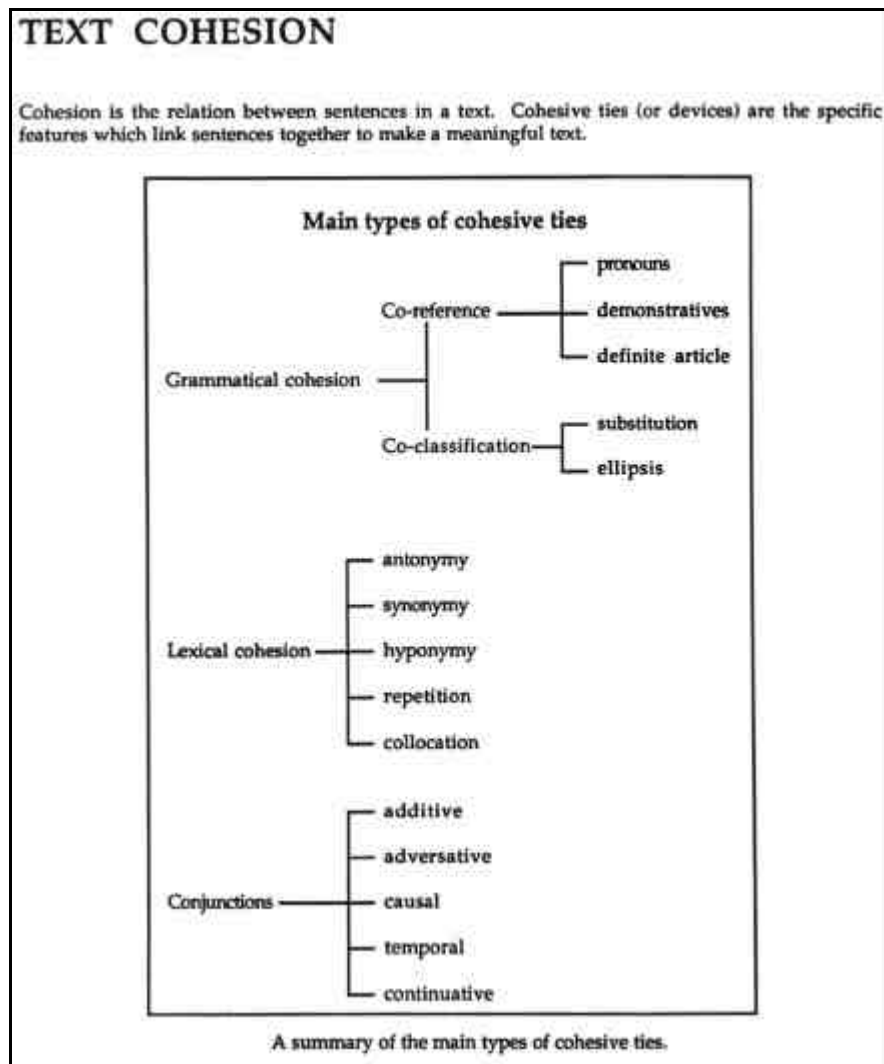 TEXT COHESION
Cohesion is the relation between sentences in a text. Cohesive ties (or devices) are the specific
features which link sentences together to make a meaningful text.
Main types of cohesive ties
pronouns
Co-reference
demonstratives
definite article
Grammatical cohesion
substitution
Co-classification
ellipsis
antonymy
synonymy
Lexical cohesion
hyponymy
repetition
collocation
additive
adversative
Conjunctions
causal
temporal
continuative
A summary of the main types of cohesive ties.